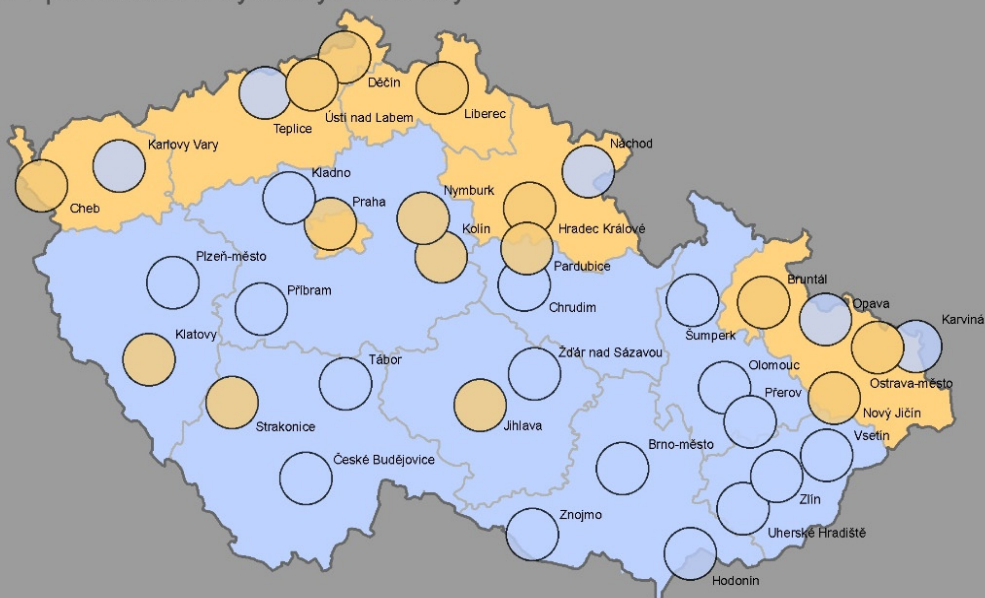 Děčín
Ústí nad Labem
Teplice
Liberec
Karlovy Vary
Náchod
Kladno
Cheb
Praha
Nymburk
Kolín
Hradec Králové
Plzeň-město
Pardubice
Příbram
Chrudim
Bruntál
Opava
Karviná
Šumperk
Klatovy
Tábor
Žďár nad Sázavou
Olomouc
Ostrava-město
Přerov
Nový Jičín
Strakonice
Jihlava
Vsetín
Brno-město
České Budějovice
Zlín
Znojmo
Uherské Hradiště
Hodonín